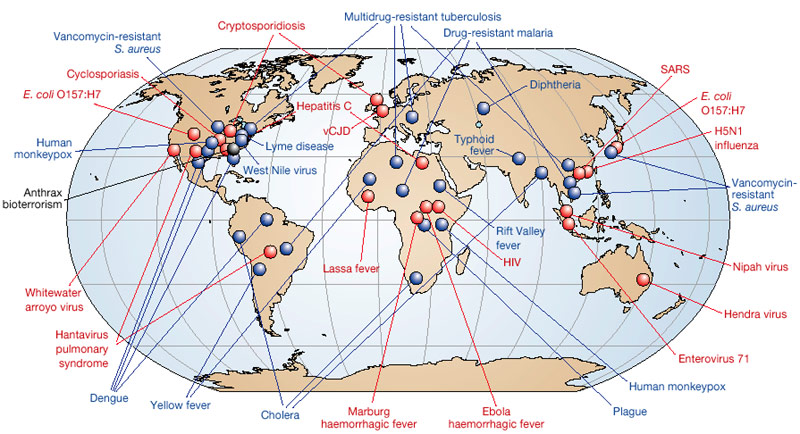 Cryptosporidiosis
Multidrug-resistant tuberculosis
Vancomycin-resistant
S. aureus
Drug-resistant malaria
Cyclosporiasis
SARS
E. coli O157:H7
Hepatitis C
Diphtheria
E. coli
O157:H7
vCJD
H5N1
influenza
Human
monkeypox
Lyme disease
Typhoid
fever
West Nile virus
Vancomycin-
resistant
S. aureus
Anthrax
bioterrorism
Rift Valley
fever
HIV
Lassa fever
Nipah virus
Whitewater
arroyo virus
Hendra virus
Hantavirus
pulmonary
syndrome
Enterovirus 71
Human monkeypox
Dengue
Yellow fever
Cholera
Marburg
haemorrhagic fever
Ebola
haemorrhagic fever
Plague